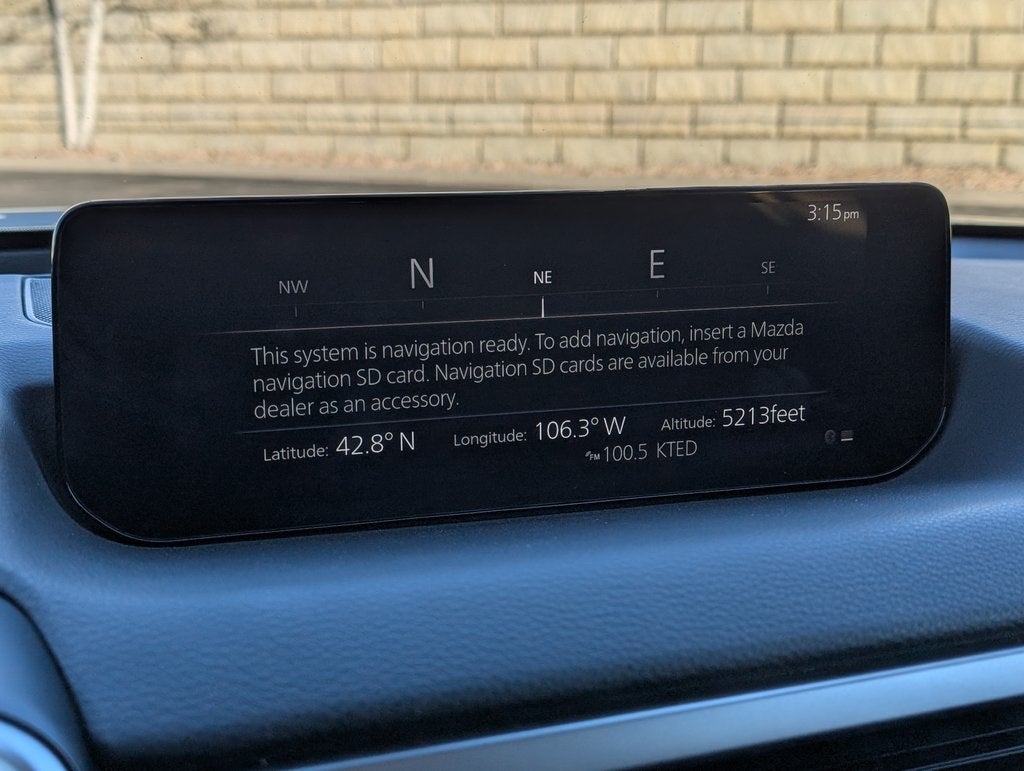 3:15pm
NW N NE E SE
This system is navigation ready. To add navigation, insert a Mazda
navigation SD card. Navigation SD cards are available from your
dealer as an accessory.
Latitude: 42.8° N Longitude: 106.3° W Altitude: 5213feet
FM 100.5 KTED